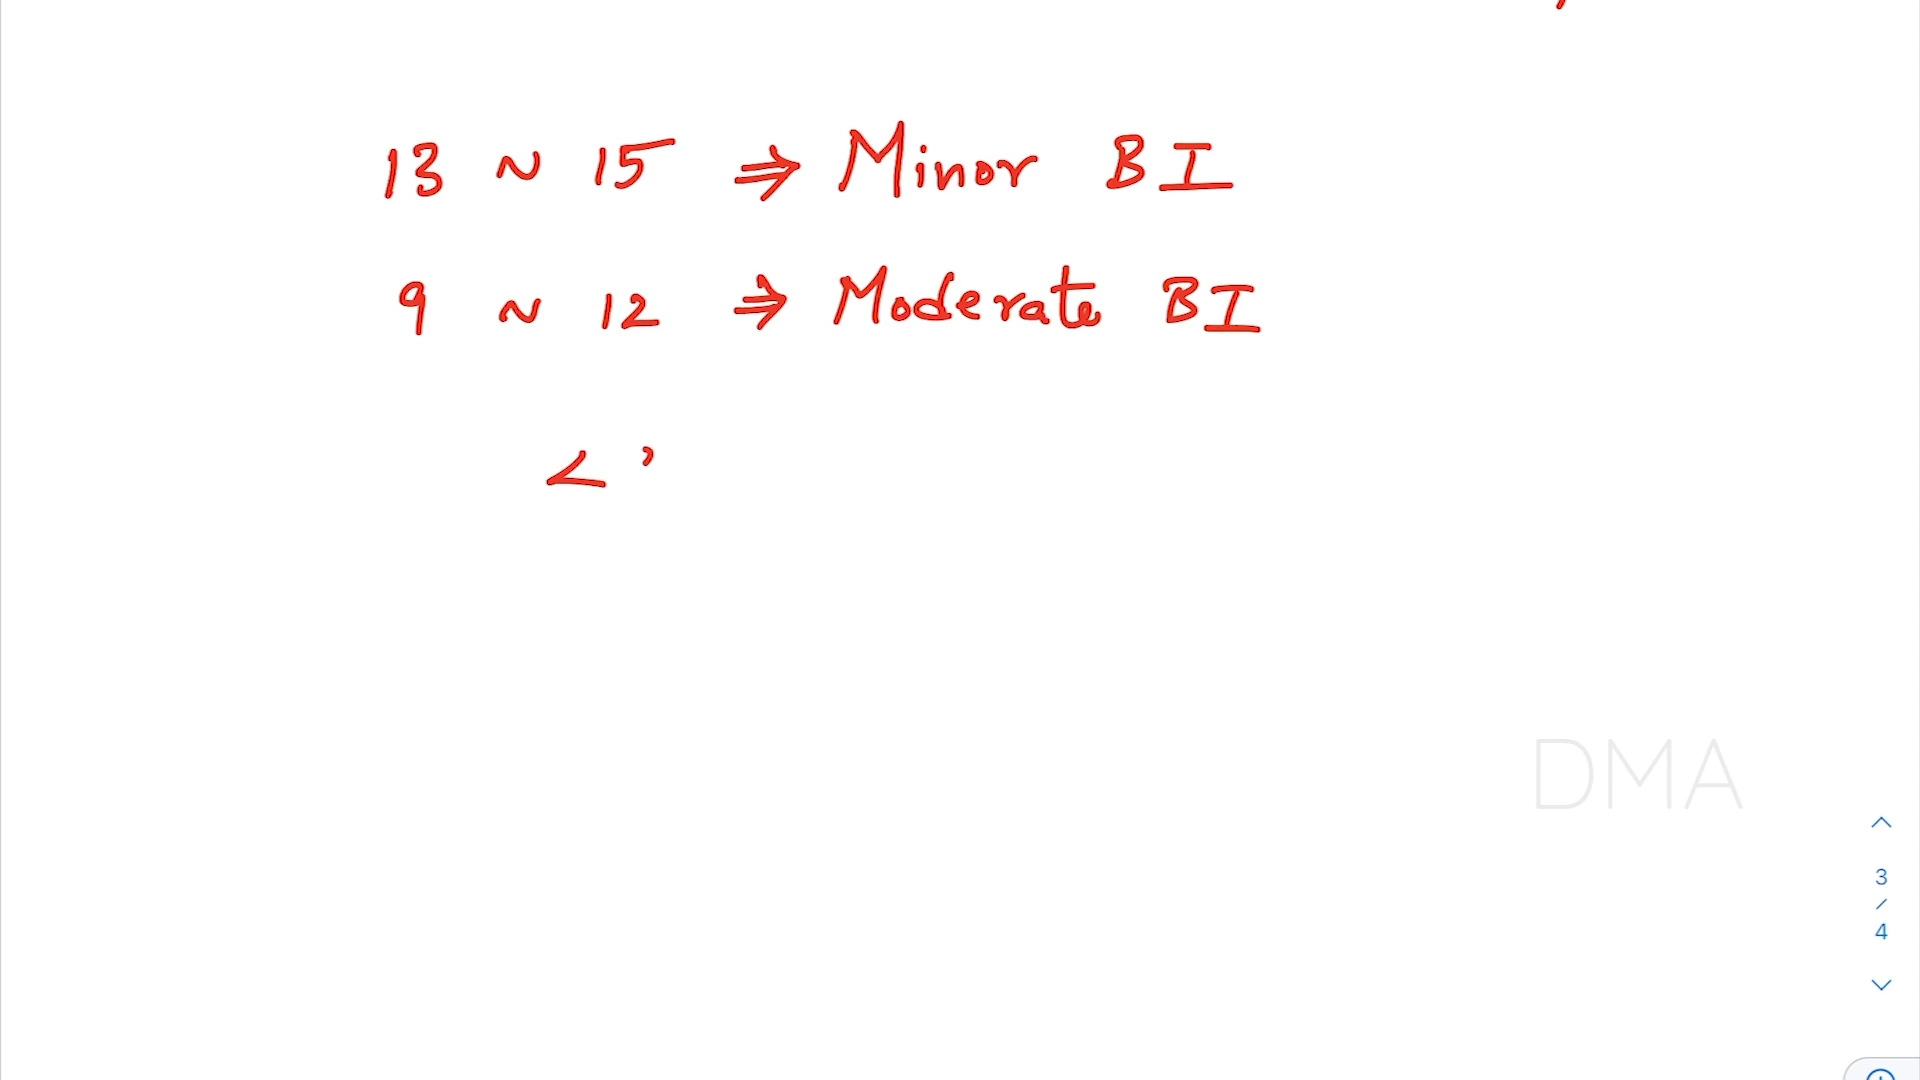 13 ~ 15 ⇒ Minor BI
9 ~ 12 ⇒ Moderate BI
<
DMA
3
/
4